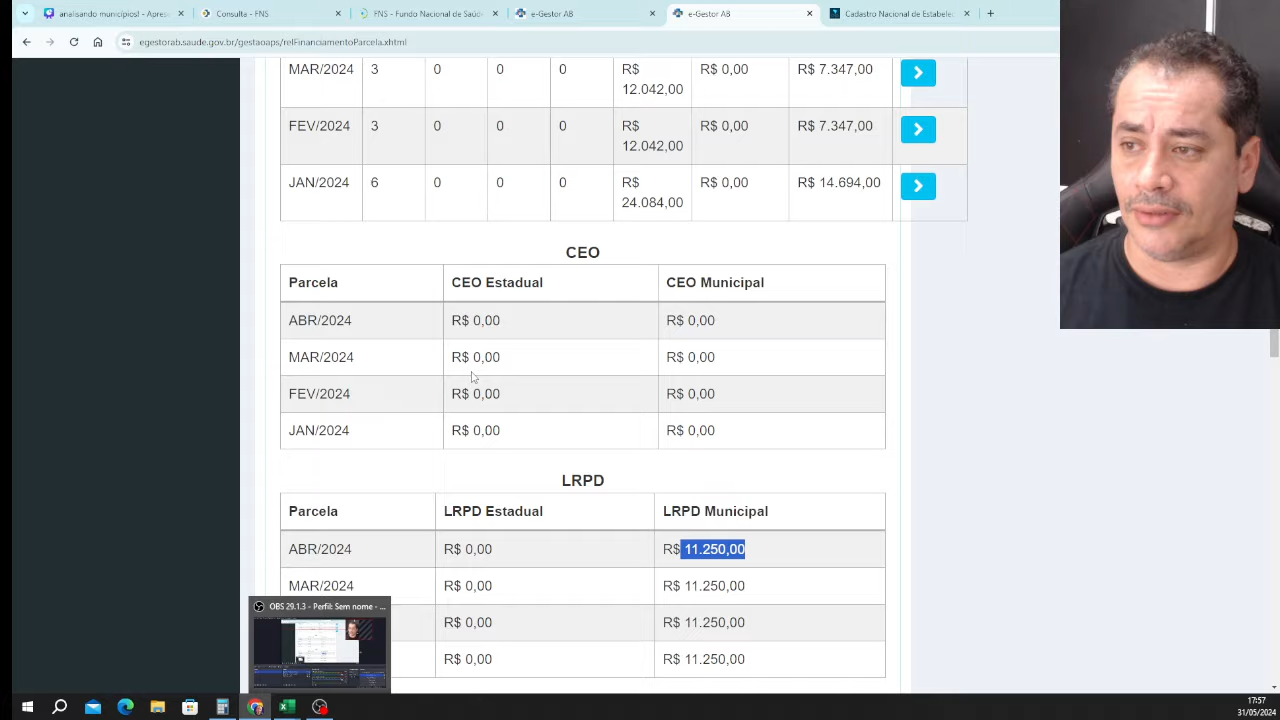 analisando municípios! - Apres
Consulta - FNS
FNS - Fundo Nacional de Saúde
e-Gestor AB
e-Gestor AB
Cadastro Nacional de Estabele
egestorab.saude.gov.br/gestaoaps/relFinanciamentoParcela.xhtml
MAR/2024 3 0 0 0 R$ 12.042,00 R$ 0,00 R$ 7.347,00
FEV/2024 3 0 0 0 R$ 12.042,00 R$ 0,00 R$ 7.347,00
JAN/2024 6 0 0 0 R$ 24.084,00 R$ 0,00 R$ 14.694,00
CEO
Parcela CEO Estadual CEO Municipal
ABR/2024 R$ 0,00 R$ 0,00
MAR/2024 R$ 0,00 R$ 0,00
FEV/2024 R$ 0,00 R$ 0,00
JAN/2024 R$ 0,00 R$ 0,00
LRPD
Parcela LRPD Estadual LRPD Municipal
ABR/2024 R$ 0,00 R$ 11.250,00
MAR/2024 R$ 0,00 R$ 11.250,00
OBS 29.1.3 - Perfil: Sem nome - ...
R$ 0,00 R$ 11.250,00
R$ 0,00
17:57
31/05/2024